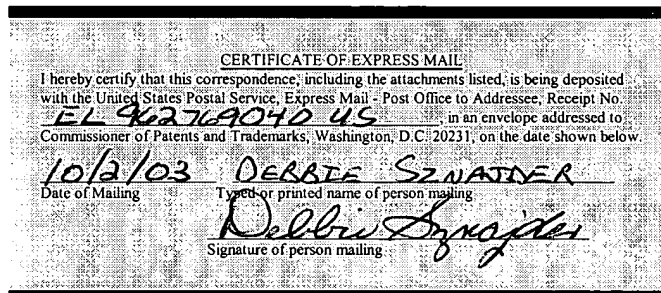 CERTIFICATE OF EXPRESS MAIL
I hereby certify that this correspondence, including the attachments listed, is being deposited
with the United States Postal Service, Express Mail - Post Office to Addressee, Receipt No.
EL 962769040 US , in an envelope addressed to
Commissioner of Patents and Trademarks, Washington, D.C. 20231, on the date shown below.
10/2/03 DEBBIE SZNAJDER
Date of Mailing Typed or printed name of person mailing
Debbie Sznajder
Signature of person mailing